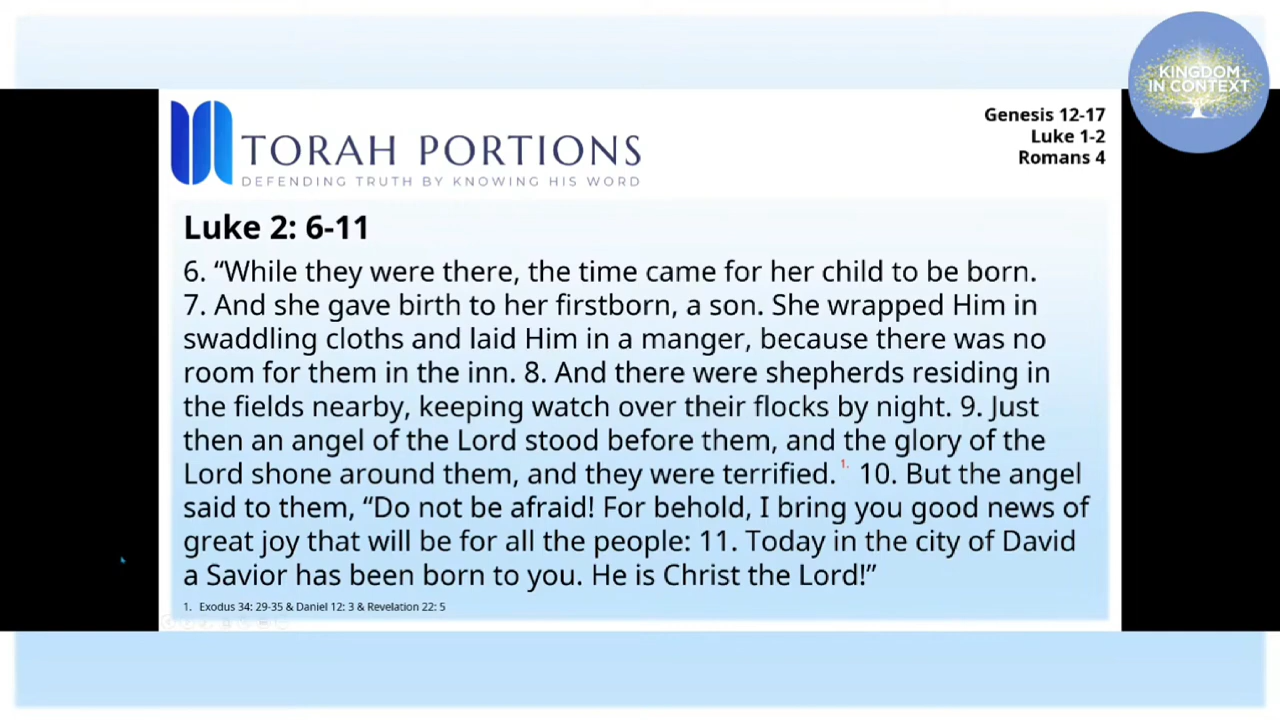 KINGDOM
IN CONTEXT
TORAH PORTIONS
DEFENDING TRUTH BY KNOWING HIS WORD
Genesis 12-17
Luke 1-2
Romans 4
Luke 2: 6-11
6. “While they were there, the time came for her child to be born.
7. And she gave birth to her firstborn, a son. She wrapped Him in
swaddling cloths and laid Him in a manger, because there was no
room for them in the inn. 8. And there were shepherds residing in
the fields nearby, keeping watch over their flocks by night. 9. Just
then an angel of the Lord stood before them, and the glory of the
Lord shone around them, and they were terrified. 1. 10. But the angel
said to them, “Do not be afraid! For behold, I bring you good news of
great joy that will be for all the people: 11. Today in the city of David
a Savior has been born to you. He is Christ the Lord!”
1. Exodus 34: 29-35 & Daniel 12: 3 & Revelation 22: 5